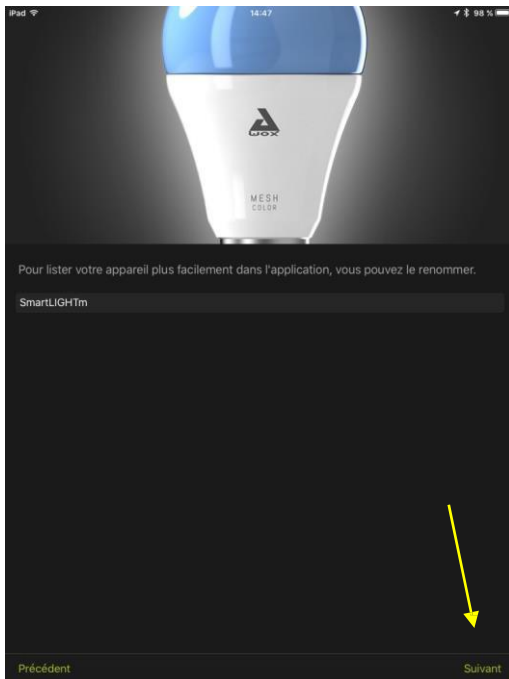 iPad 14:47 98 %
AWOX
MESH
COLOR
Pour lister votre appareil plus facilement dans l'application, vous pouvez le renommer.
SmartLIGHTm
Précédent Suivant